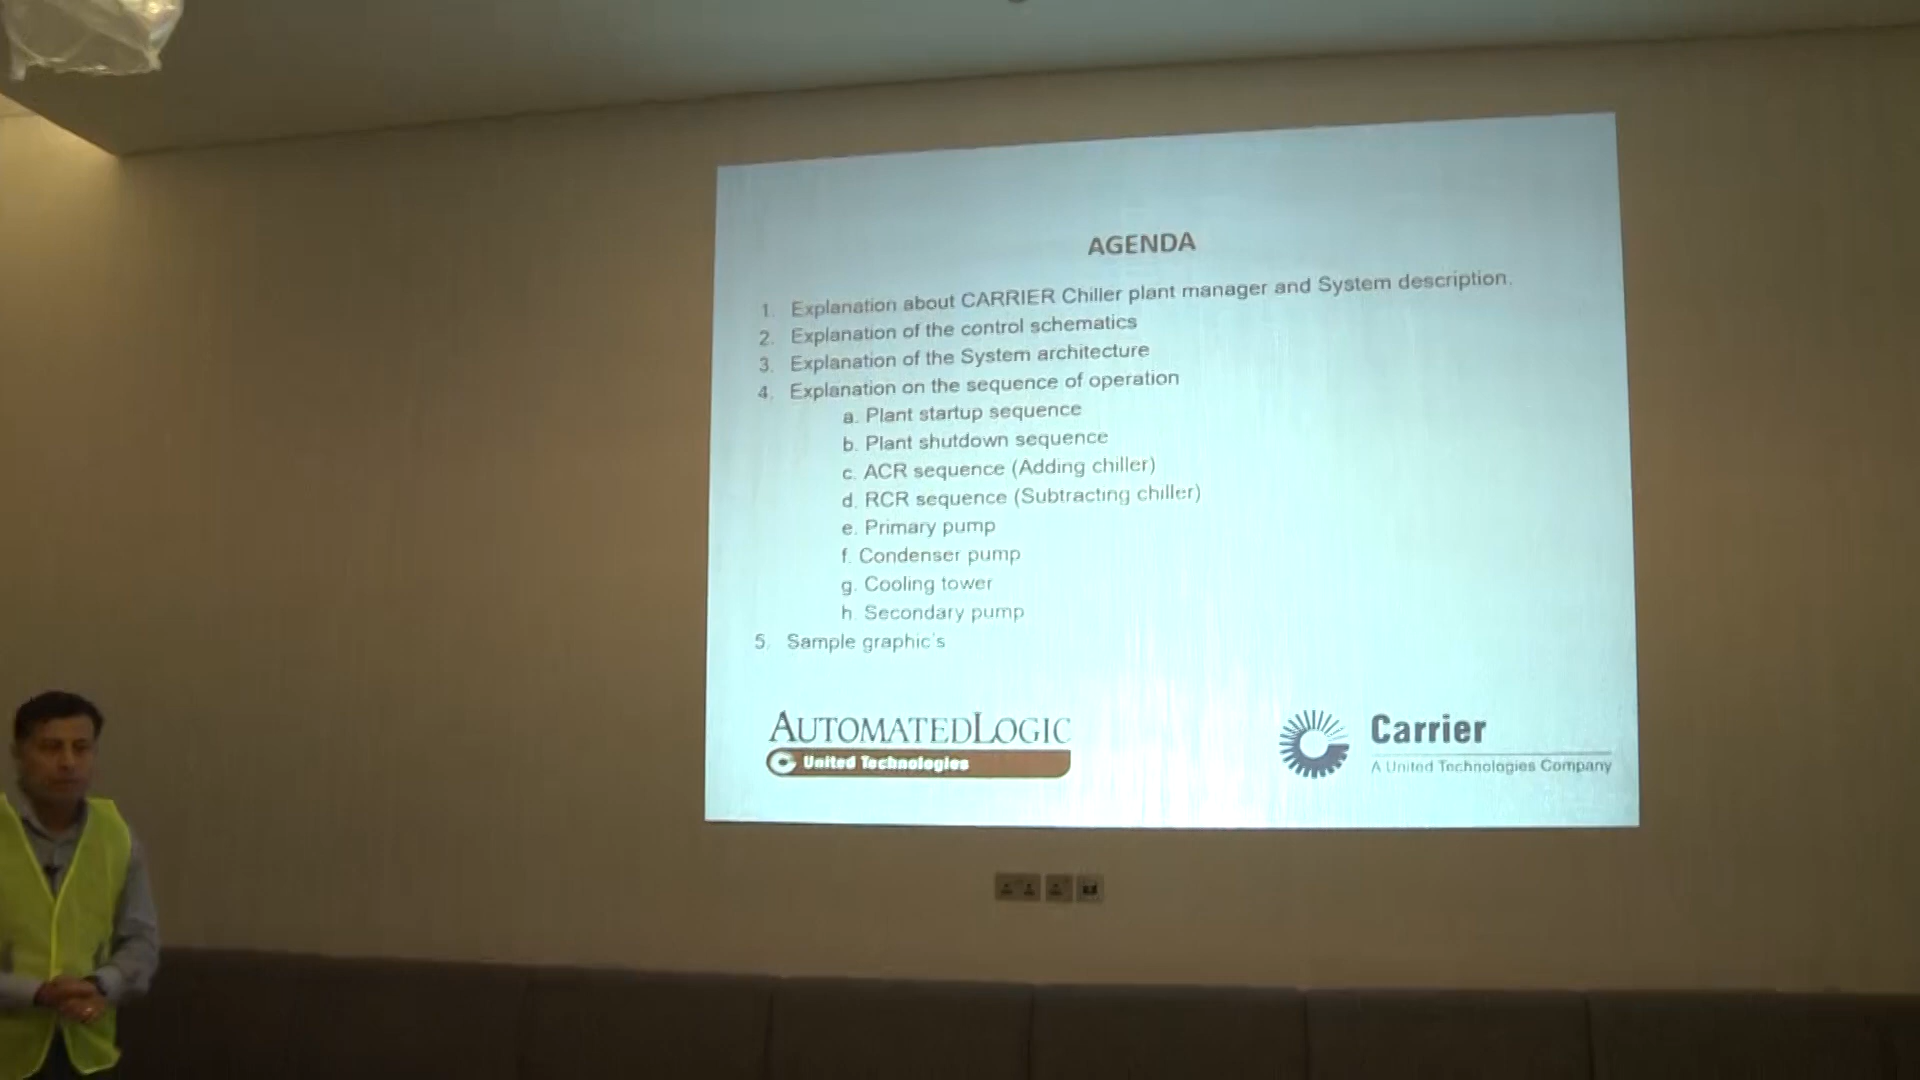 AGENDA
1. Explanation about CARRIER Chiller plant manager and System description.
2. Explanation of the control schematics
3. Explanation of the System architecture
4. Explanation on the sequence of operation
a. Plant startup sequence
b. Plant shutdown sequence
c. ACR sequence (Adding chiller)
d. RCR sequence (Subtracting chiller)
e. Primary pump
f. Condenser pump
g. Cooling tower
h. Secondary pump
5. Sample graphic's
AUTOMATEDLOGIC
United Technologies
Carrier
A United Technologies Company